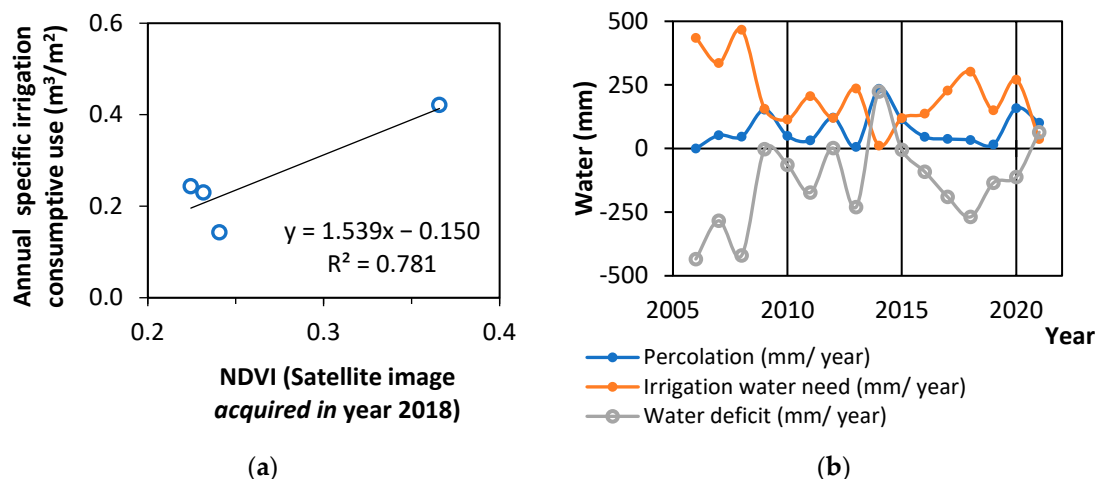 Annual specific irrigation
consumptive use (m³/m²)
0.6
0.4
0.2
0.0
0.2
0.3
0.4
y = 1.539x − 0.150
R² = 0.781
NDVI (Satellite image
acquired in year 2018)
(a)
Water (mm)
500
250
0
-250
-500
2005
2010
2015
2020
Year
Percolation (mm/ year)
Irrigation water need (mm/ year)
Water deficit (mm/ year)
(b)